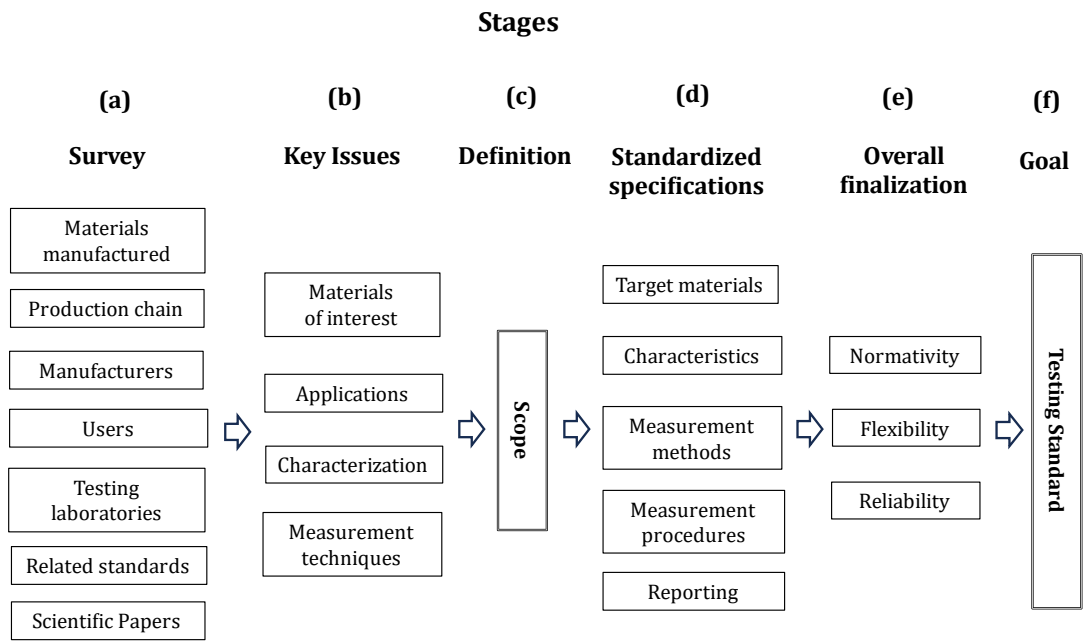 Stages
(a)
(b)
(c)
(d)
(e)
(f)
Survey
Key Issues
Definition
Standardized
specifications
Overall
finalization
Goal
Materials
manufactured
Production chain
Manufacturers
Users
Testing
laboratories
Related standards
Scientific Papers
Materials
of interest
Applications
Characterization
Measurement
techniques
Scope
Target materials
Characteristics
Measurement
methods
Measurement
procedures
Reporting
Normativity
Flexibility
Reliability
Testing Standard